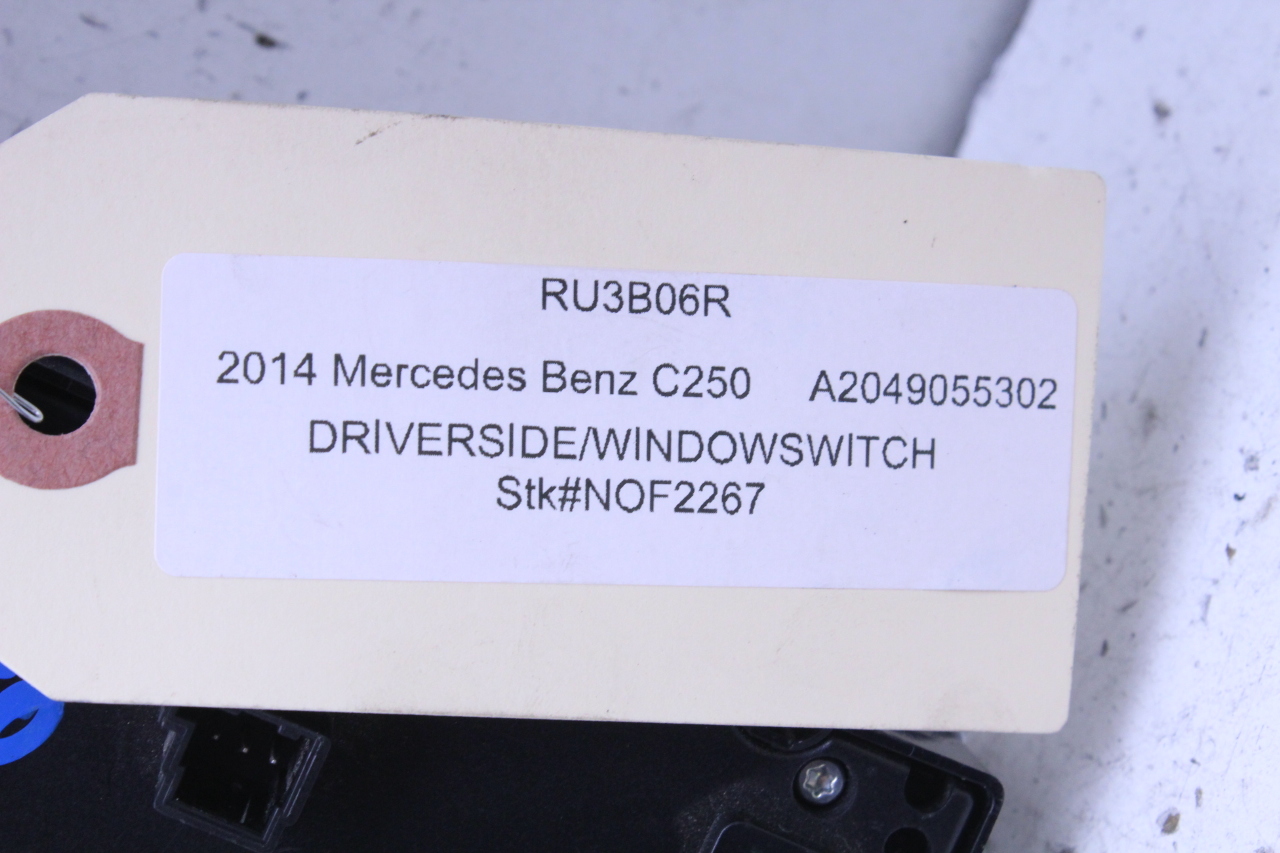 RU3B06R
2014 Mercedes Benz C250 A2049055302
DRIVERSIDE/WINDOWSWITCH
Stk#NOF2267